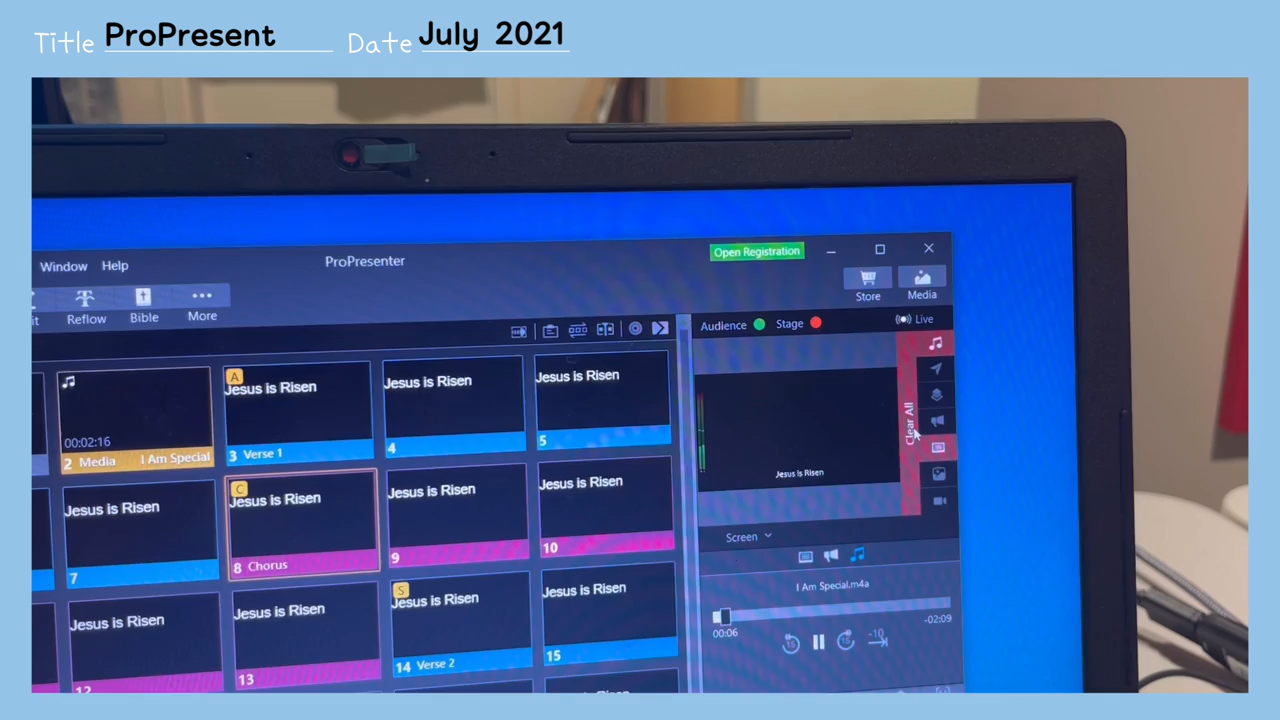 Title ProPresent Date July 2021
Window Help ProPresenter Open Registration
Reflow Bible More Store Media
Audience Stage Live
00:02:16
2 Media I Am Special
A
Jesus is Risen
3 Verse 1
Jesus is Risen
4
Jesus is Risen
5
Clear All
Jesus Is Risen
Jesus is Risen
7
C
Jesus is Risen
8 Chorus
Jesus is Risen
9
Jesus is Risen
10
Screen
I Am Special.m4a
00:06 -02:09
15 15 -10
Jesus is Risen
12
Jesus is Risen
13
S
Jesus is Risen
14 Verse 2
Jesus is Risen
15